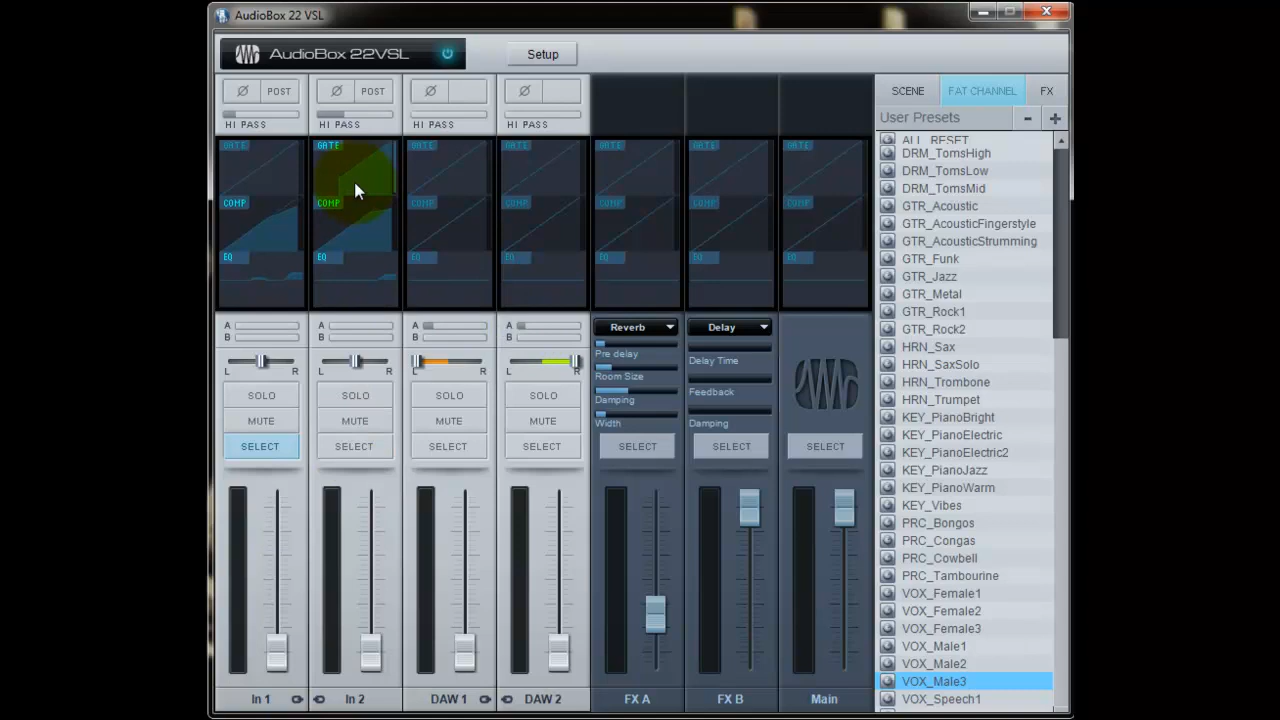 AudioBox 22 VSL
AudioBox 22VSL
Setup
POST
POST
HI PASS
HI PASS
HI PASS
HI PASS
SCENE
FAT CHANNEL
FX
User Presets
- +
GATE
GATE
GATE
GATE
GATE
GATE
GATE
COMP
COMP
COMP
COMP
COMP
COMP
COMP
EQ
EQ
EQ
EQ
EQ
EQ
EQ
ALL_RESET
DRM_TomsHigh
DRM_TomsLow
DRM_TomsMid
GTR_Acoustic
GTR_AcousticFingerstyle
GTR_AcousticStrumming
GTR_Funk
GTR_Jazz
GTR_Metal
GTR_Rock1
GTR_Rock2
HRN_Sax
HRN_SaxSolo
HRN_Trombone
HRN_Trumpet
KEY_PianoBright
KEY_PianoElectric
KEY_PianoElectric2
KEY_PianoJazz
KEY_PianoWarm
KEY_Vibes
PRC_Bongos
PRC_Congas
PRC_Cowbell
PRC_Tambourine
VOX_Female1
VOX_Female2
VOX_Female3
VOX_Male1
VOX_Male2
VOX_Male3
VOX_Speech1
A
B
A
B
A
B
A
B
L R
L R
L R
L R
Reverb
Pre delay
Room Size
Damping
Width
Delay
Delay Time
Feedback
Damping
SOLO
SOLO
SOLO
SOLO
MUTE
MUTE
MUTE
MUTE
SELECT
SELECT
SELECT
SELECT
SELECT
SELECT
SELECT
In 1
In 2
DAW 1
DAW 2
FX A
FX B
Main